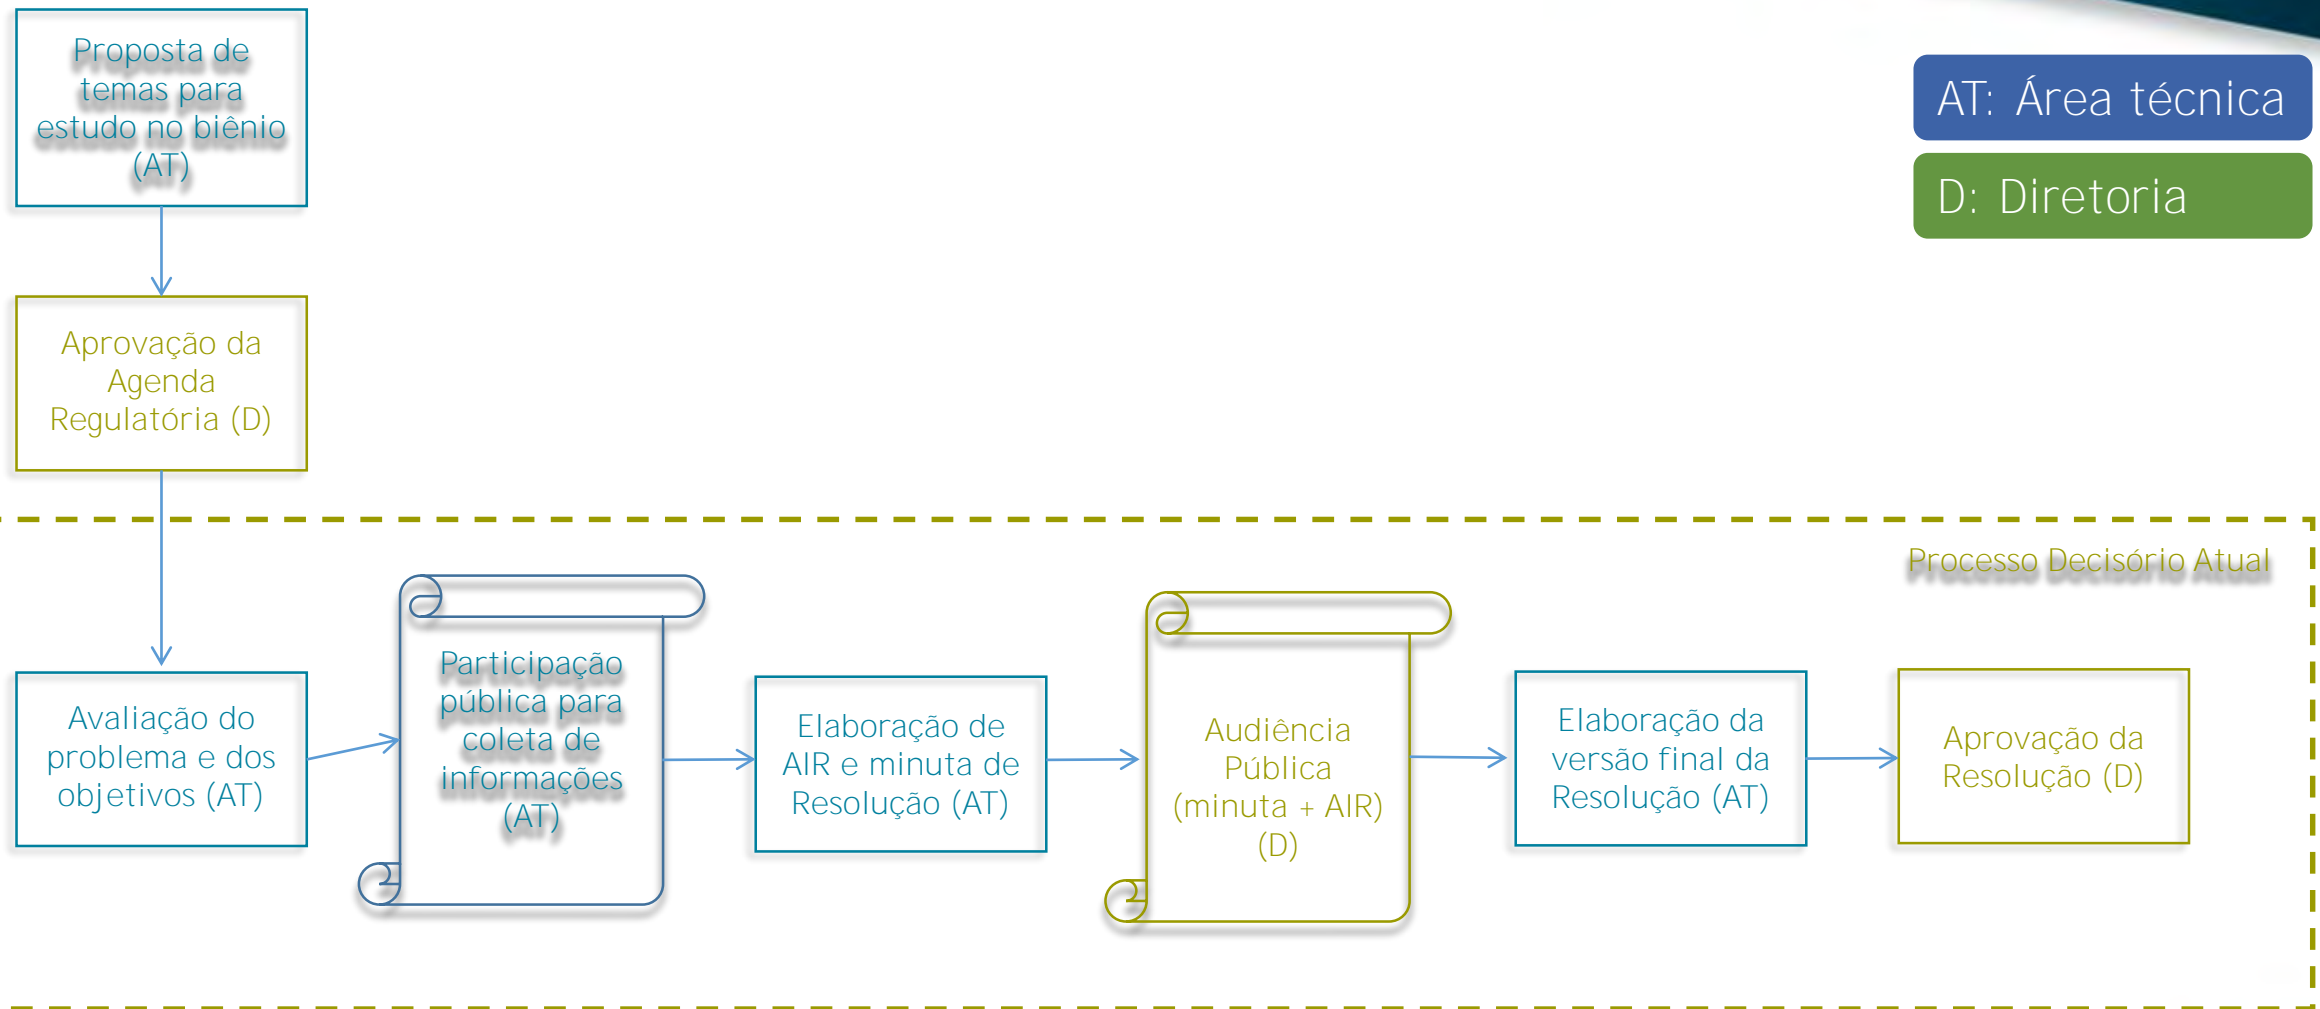 Proposta de
temas para
estudo no biênio
(AT)
AT: Área técnica
D: Diretoria
Aprovação da
Agenda
Regulatória (D)
Processo Decisório Atual
Avaliação do
problema e dos
objetivos (AT)
Participação
pública para
coleta de
informações
(AT)
Elaboração de
AIR e minuta de
Resolução (AT)
Audiência
Pública
(minuta + AIR)
(D)
Elaboração da
versão final da
Resolução (AT)
Aprovação da
Resolução (D)